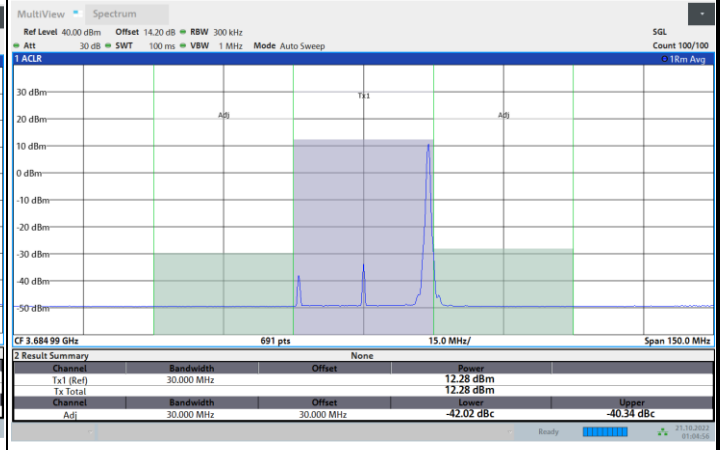 MultiView Spectrum
Ref Level 40.00 dBm Offset 14.20 dB RBW 300 kHz SGL
Att 30 dB SWT 100 ms VBW 1 MHz Mode Auto Sweep Count 100/100
1 ACLR 1Rm Avg
Tx1
Adj Adj
30 dBm
20 dBm
10 dBm
0 dBm
-10 dBm
-20 dBm
-30 dBm
-40 dBm
-50 dBm
CF 3.684 99 GHz 691 pts 15.0 MHz/ Span 150.0 MHz
2 Result Summary None
Channel Bandwidth Offset Power
Tx1 (Ref) 30.000 MHz 12.28 dBm
Tx Total 12.28 dBm
Channel Bandwidth Offset Lower Upper
Adj 30.000 MHz 30.000 MHz -42.02 dBc -40.34 dBc
Ready 21.10.2022
01:04:56